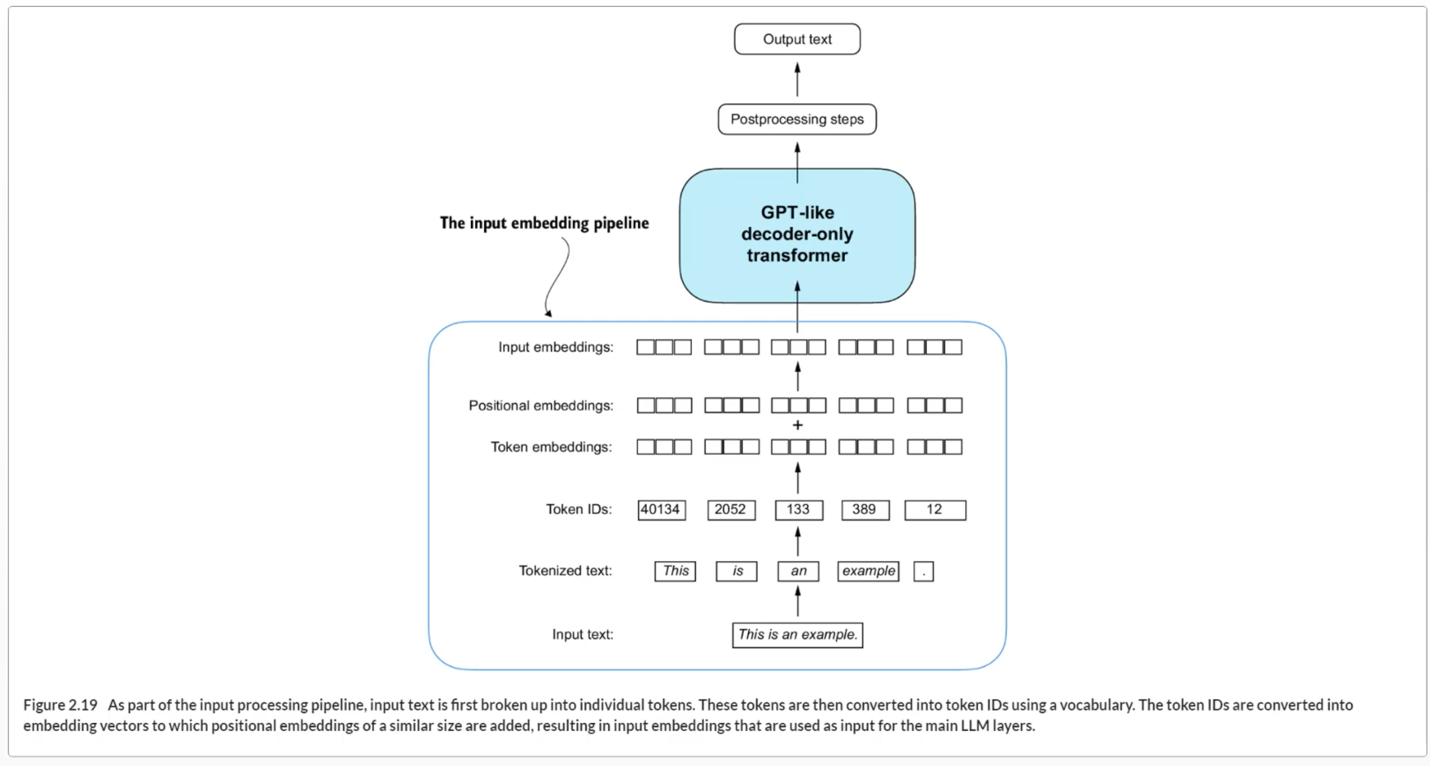 Output text
Postprocessing steps
GPT-like
decoder-only
transformer
The input embedding pipeline
Input embeddings:
Positional embeddings:
+
Token embeddings:
Token IDs: 40134 2052 133 389 12
Tokenized text: This is an example .
Input text: This is an example.
Figure 2.19 As part of the input processing pipeline, input text is first broken up into individual tokens. These tokens are then converted into token IDs using a vocabulary. The token IDs are converted into
embedding vectors to which positional embeddings of a similar size are added, resulting in input embeddings that are used as input for the main LLM layers.